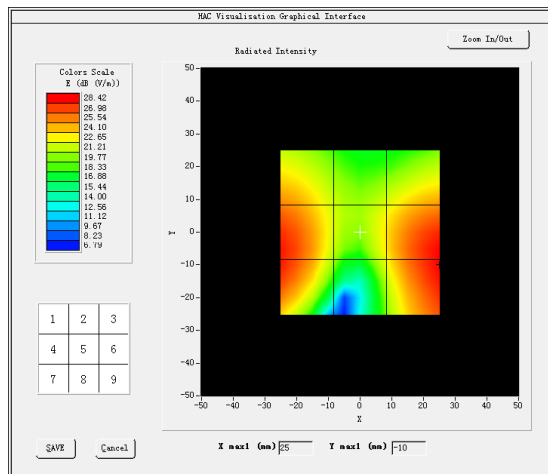 HAC Visualisation Graphical Interface
Zoom In/Out
Radiated Intensity
Colors Scale
E (dB (V/m))
28.42
26.98
25.54
24.10
22.65
21.21
19.77
18.33
16.88
15.44
14.00
12.56
11.12
9.67
8.23
6.79
50
40
30
20
10
0
-10
-20
-30
-40
-50
Y
-50 -40 -30 -20 -10 0 10 20 30 40 50
X
1 2 3
4 5 6
7 8 9
SAVE Cancel
X max1 (mm) 25 Y max1 (mm) -10